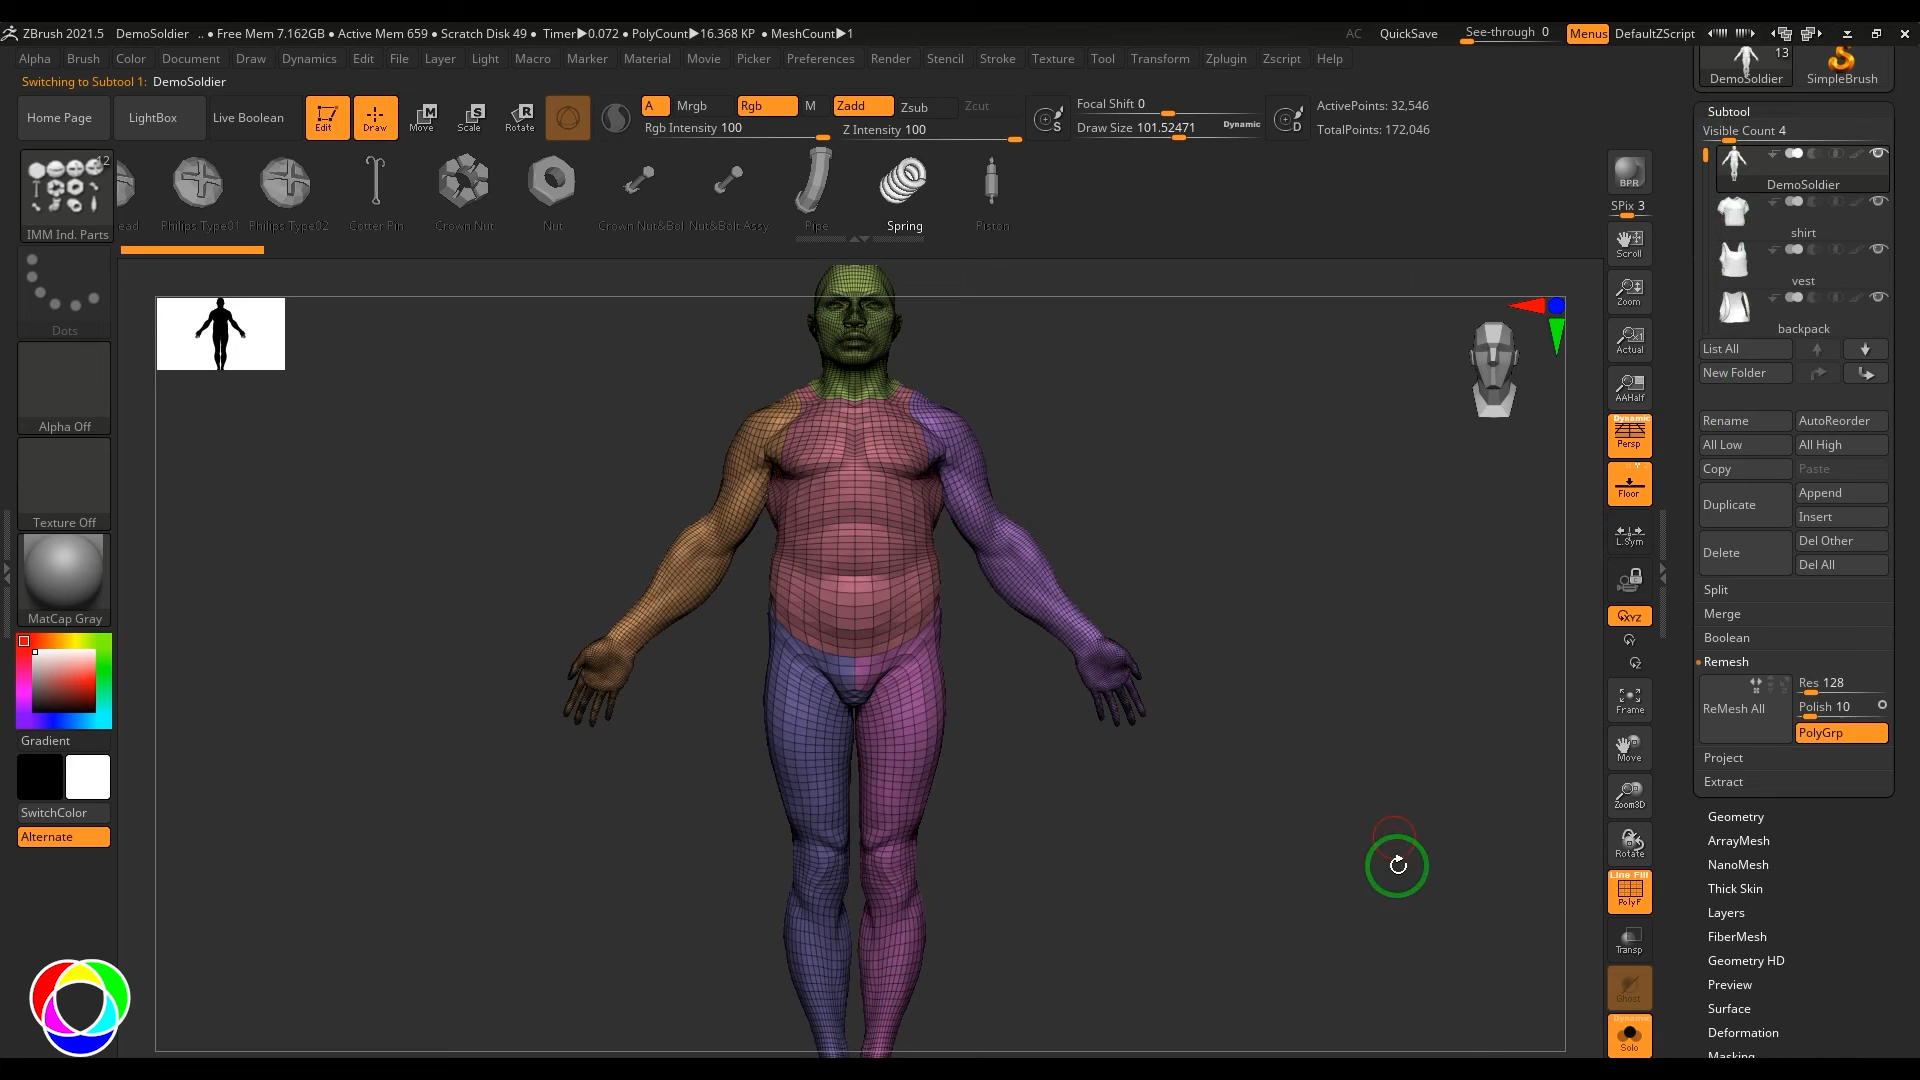 ZBrush 2021.5 DemoSoldier .. ● Free Mem 7.162GB ● Active Mem 659 ● Scratch Disk 49 ● Timer▶0.072 ● PolyCount▶16.368 KP ● MeshCount▶1 AC QuickSave See-through 0 Menus DefaultZScript
Alpha Brush Color Document Draw Dynamics Edit File Layer Light Macro Marker Material Movie Picker Preferences Render Stencil Stroke Texture Tool Transform Zplugin Zscript Help
Switching to Subtool 1: DemoSoldier
Home Page LightBox Live Boolean Edit Draw Move Scale Rotate
A Mrgb Rgb M Zadd Zsub Zcut
Rgb Intensity 100 Z Intensity 100
S Focal Shift 0
Draw Size 101.52471 Dynamic
D ActivePoints: 32,546
TotalPoints: 172,046
12
IMM Ind. Parts
ead Philips Type01 Philips Type02 Cotter Pin Crown Nut Nut Crown Nut&Bol Nut&Bolt Assy Pipe Spring Piston
Dots
Alpha Off
Texture Off
MatCap Gray
Gradient
SwitchColor
Alternate
BPR
SPix 3
Scroll
Zoom
Actual
AAHalf
Dynamic
Persp
Floor
L.Sym
XYZ
Y
Z
Frame
Move
Zoom3D
Rotate
Line Fill
PolyF
Transp
Ghost
Dynamic
Solo
13
DemoSoldier SimpleBrush
Subtool
Visible Count 4
DemoSoldier
shirt
vest
backpack
List All
New Folder
Rename AutoReorder
All Low All High
Copy Paste
Duplicate Append
Insert
Delete Del Other
Del All
Split
Merge
Boolean
Remesh
ReMesh All Res 128
Polish 10
PolyGrp
Project
Extract
Geometry
ArrayMesh
NanoMesh
Thick Skin
Layers
FiberMesh
Geometry HD
Preview
Surface
Deformation
Masking